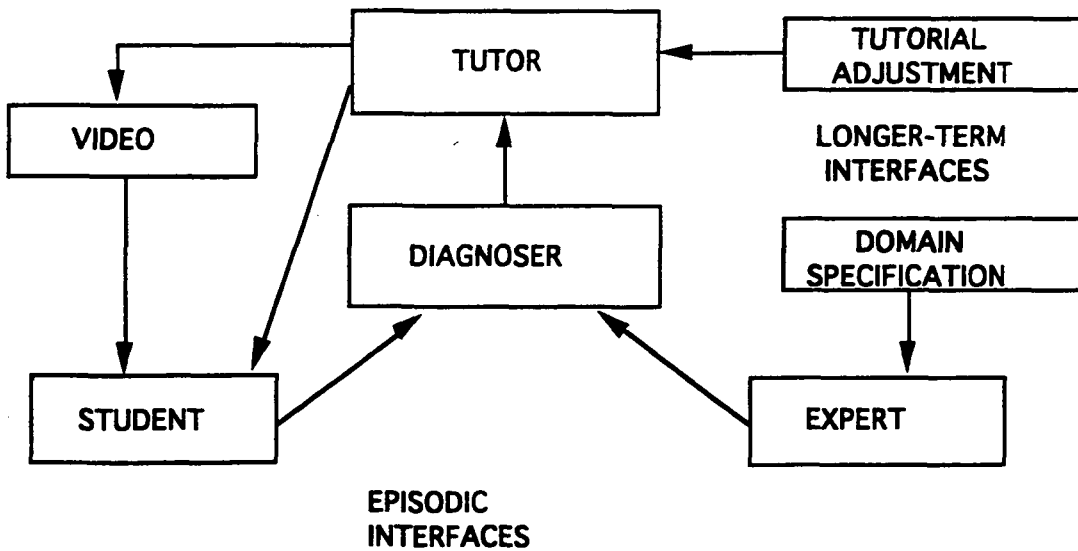 TUTOR
TUTORIAL
ADJUSTMENT
VIDEO
LONGER-TERM
INTERFACES
DIAGNOSER
DOMAIN
SPECIFICATION
STUDENT
EXPERT
EPISODIC
INTERFACES